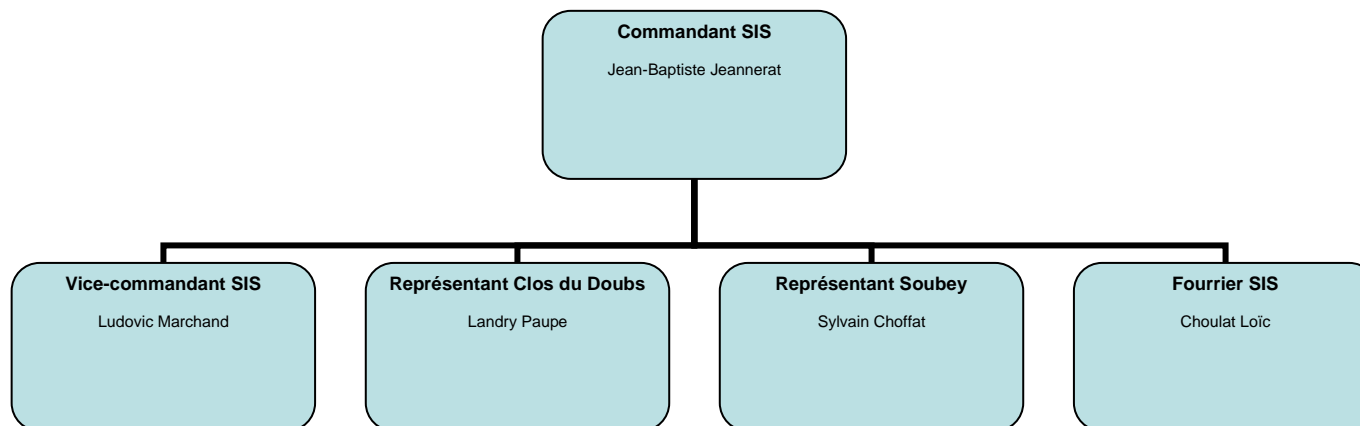 Commandant SIS
Jean-Baptiste Jeannerat
Vice-commandant SIS
Ludovic Marchand
Représentant Clos du Doubs
Landry Paupe
Représentant Soubey
Sylvain Choffat
Fourrier SIS
Choulat Loïc